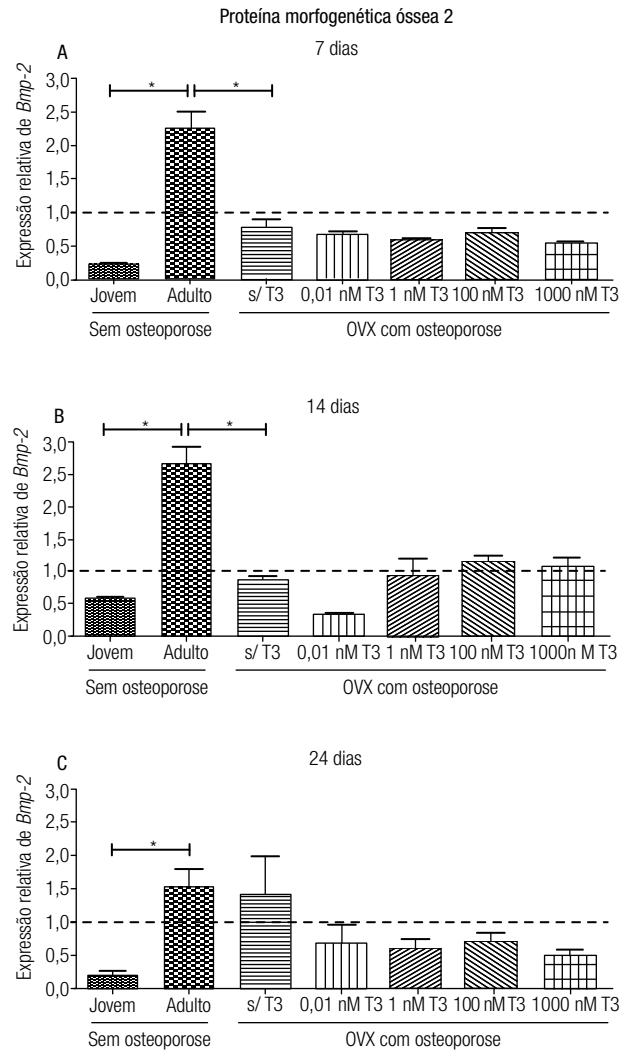 Proteína morfogenética óssea 2
A
7 dias
Expressão relativa de Bmp-2
3,0
2,5
2,0
1,0
0,5
0,0
* *
Jovem Adulto s/ T3 0,01 nM T3 1 nM T3 100 nM T3 1000 nM T3
Sem osteoporose OVX com osteoporose
B
14 dias
Expressão relativa de Bmp-2
3,0
2,5
2,0
1,5
1,0
0,5
0,0
* *
Jovem Adulto s/ T3 0,01 nM T3 1 nM T3 100 nM T3 1000n M T3
Sem osteoporose OVX com osteoporose
C
24 dias
Expressão relativa de Bmp-2
3,0
2,5
2,0
1,5
1,0
0,5
0,0
*
Jovem Adulto s/ T3 0,01 nM T3 1 nM T3 100 nM T3 1000 nM T3
Sem osteoporose OVX com osteoporose